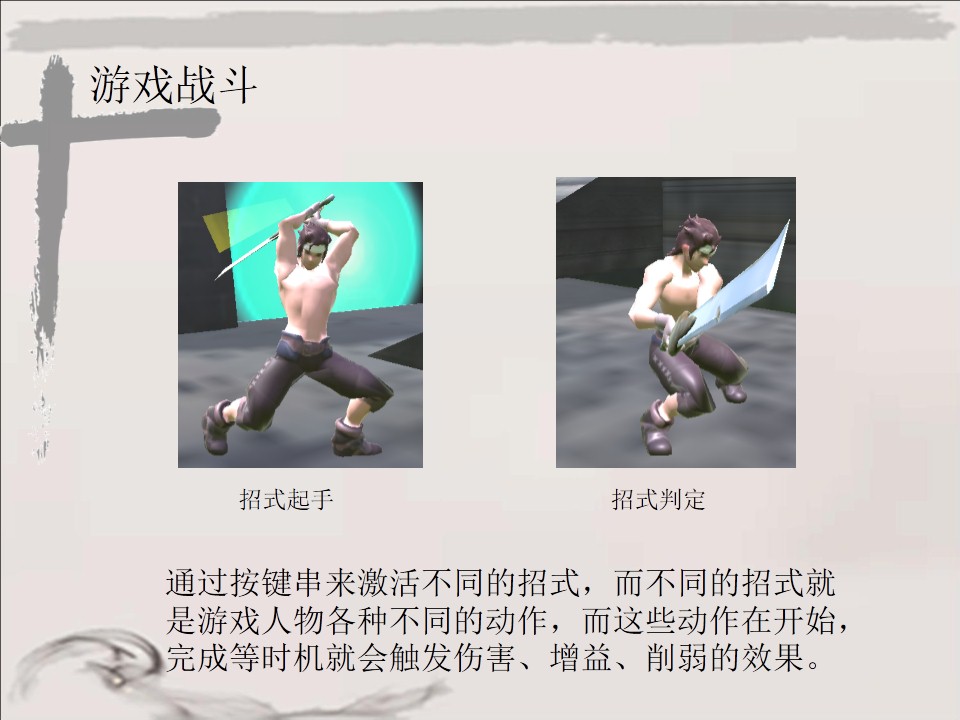 游戏战斗
招式起手
招式判定
通过按键串来激活不同的招式，而不同的招式就
是游戏人物各种不同的动作，而这些动作在开始，
完成等时机就会触发伤害、增益、削弱的效果。